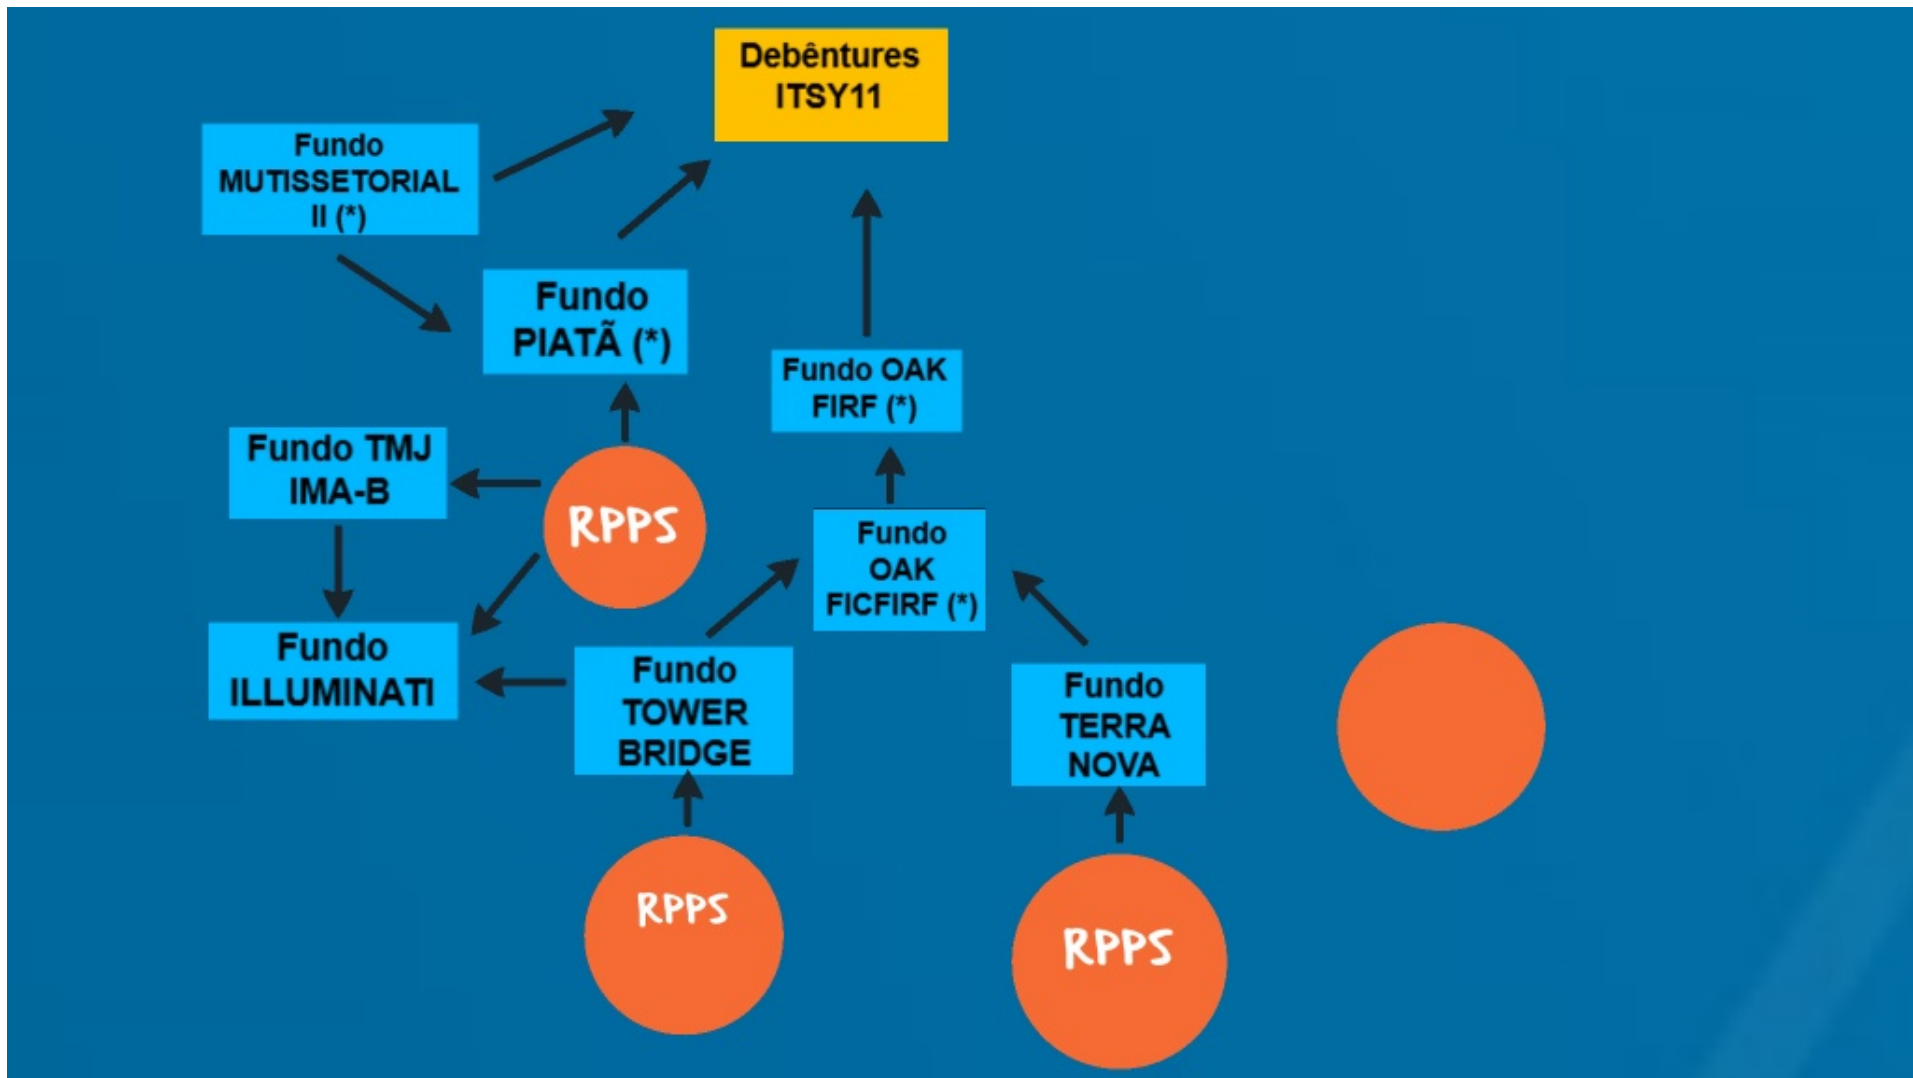 Debêntures
ITSY11
Fundo
MUTISSETORIAL
II (*)
Fundo
PIATÃ (*)
Fundo OAK
FIRF (*)
Fundo TMJ
IMA-B
RPPS
Fundo
OAK
FICFIRF (*)
Fundo
ILLUMINATI
Fundo
TOWER
BRIDGE
Fundo
TERRA
NOVA
RPPS
RPPS